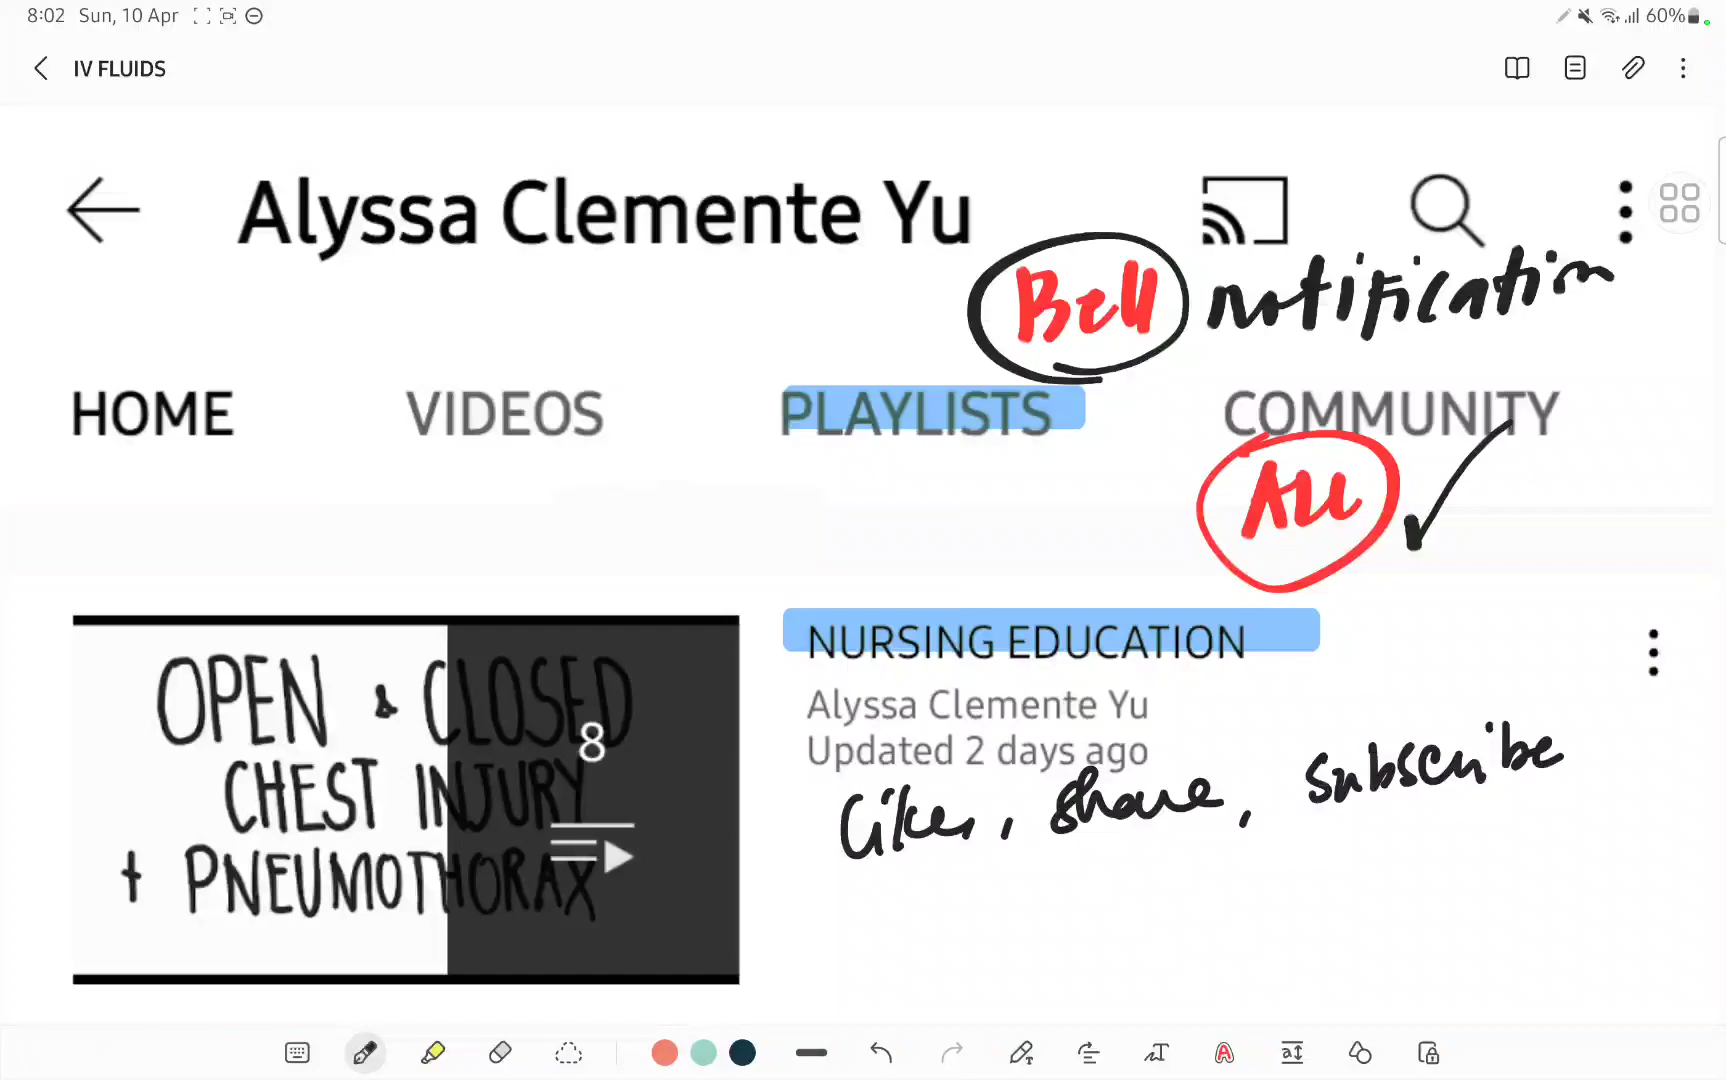 8:02 Sun, 10 Apr 60%
IV FLUIDS
Alyssa Clemente Yu
Bell notification
HOME VIDEOS PLAYLISTS COMMUNITY
All
OPEN & CLOSED
CHEST INJURY
+ PNEUMOTHORAX
8
NURSING EDUCATION
Alyssa Clemente Yu
Updated 2 days ago
likes, share, subscribe